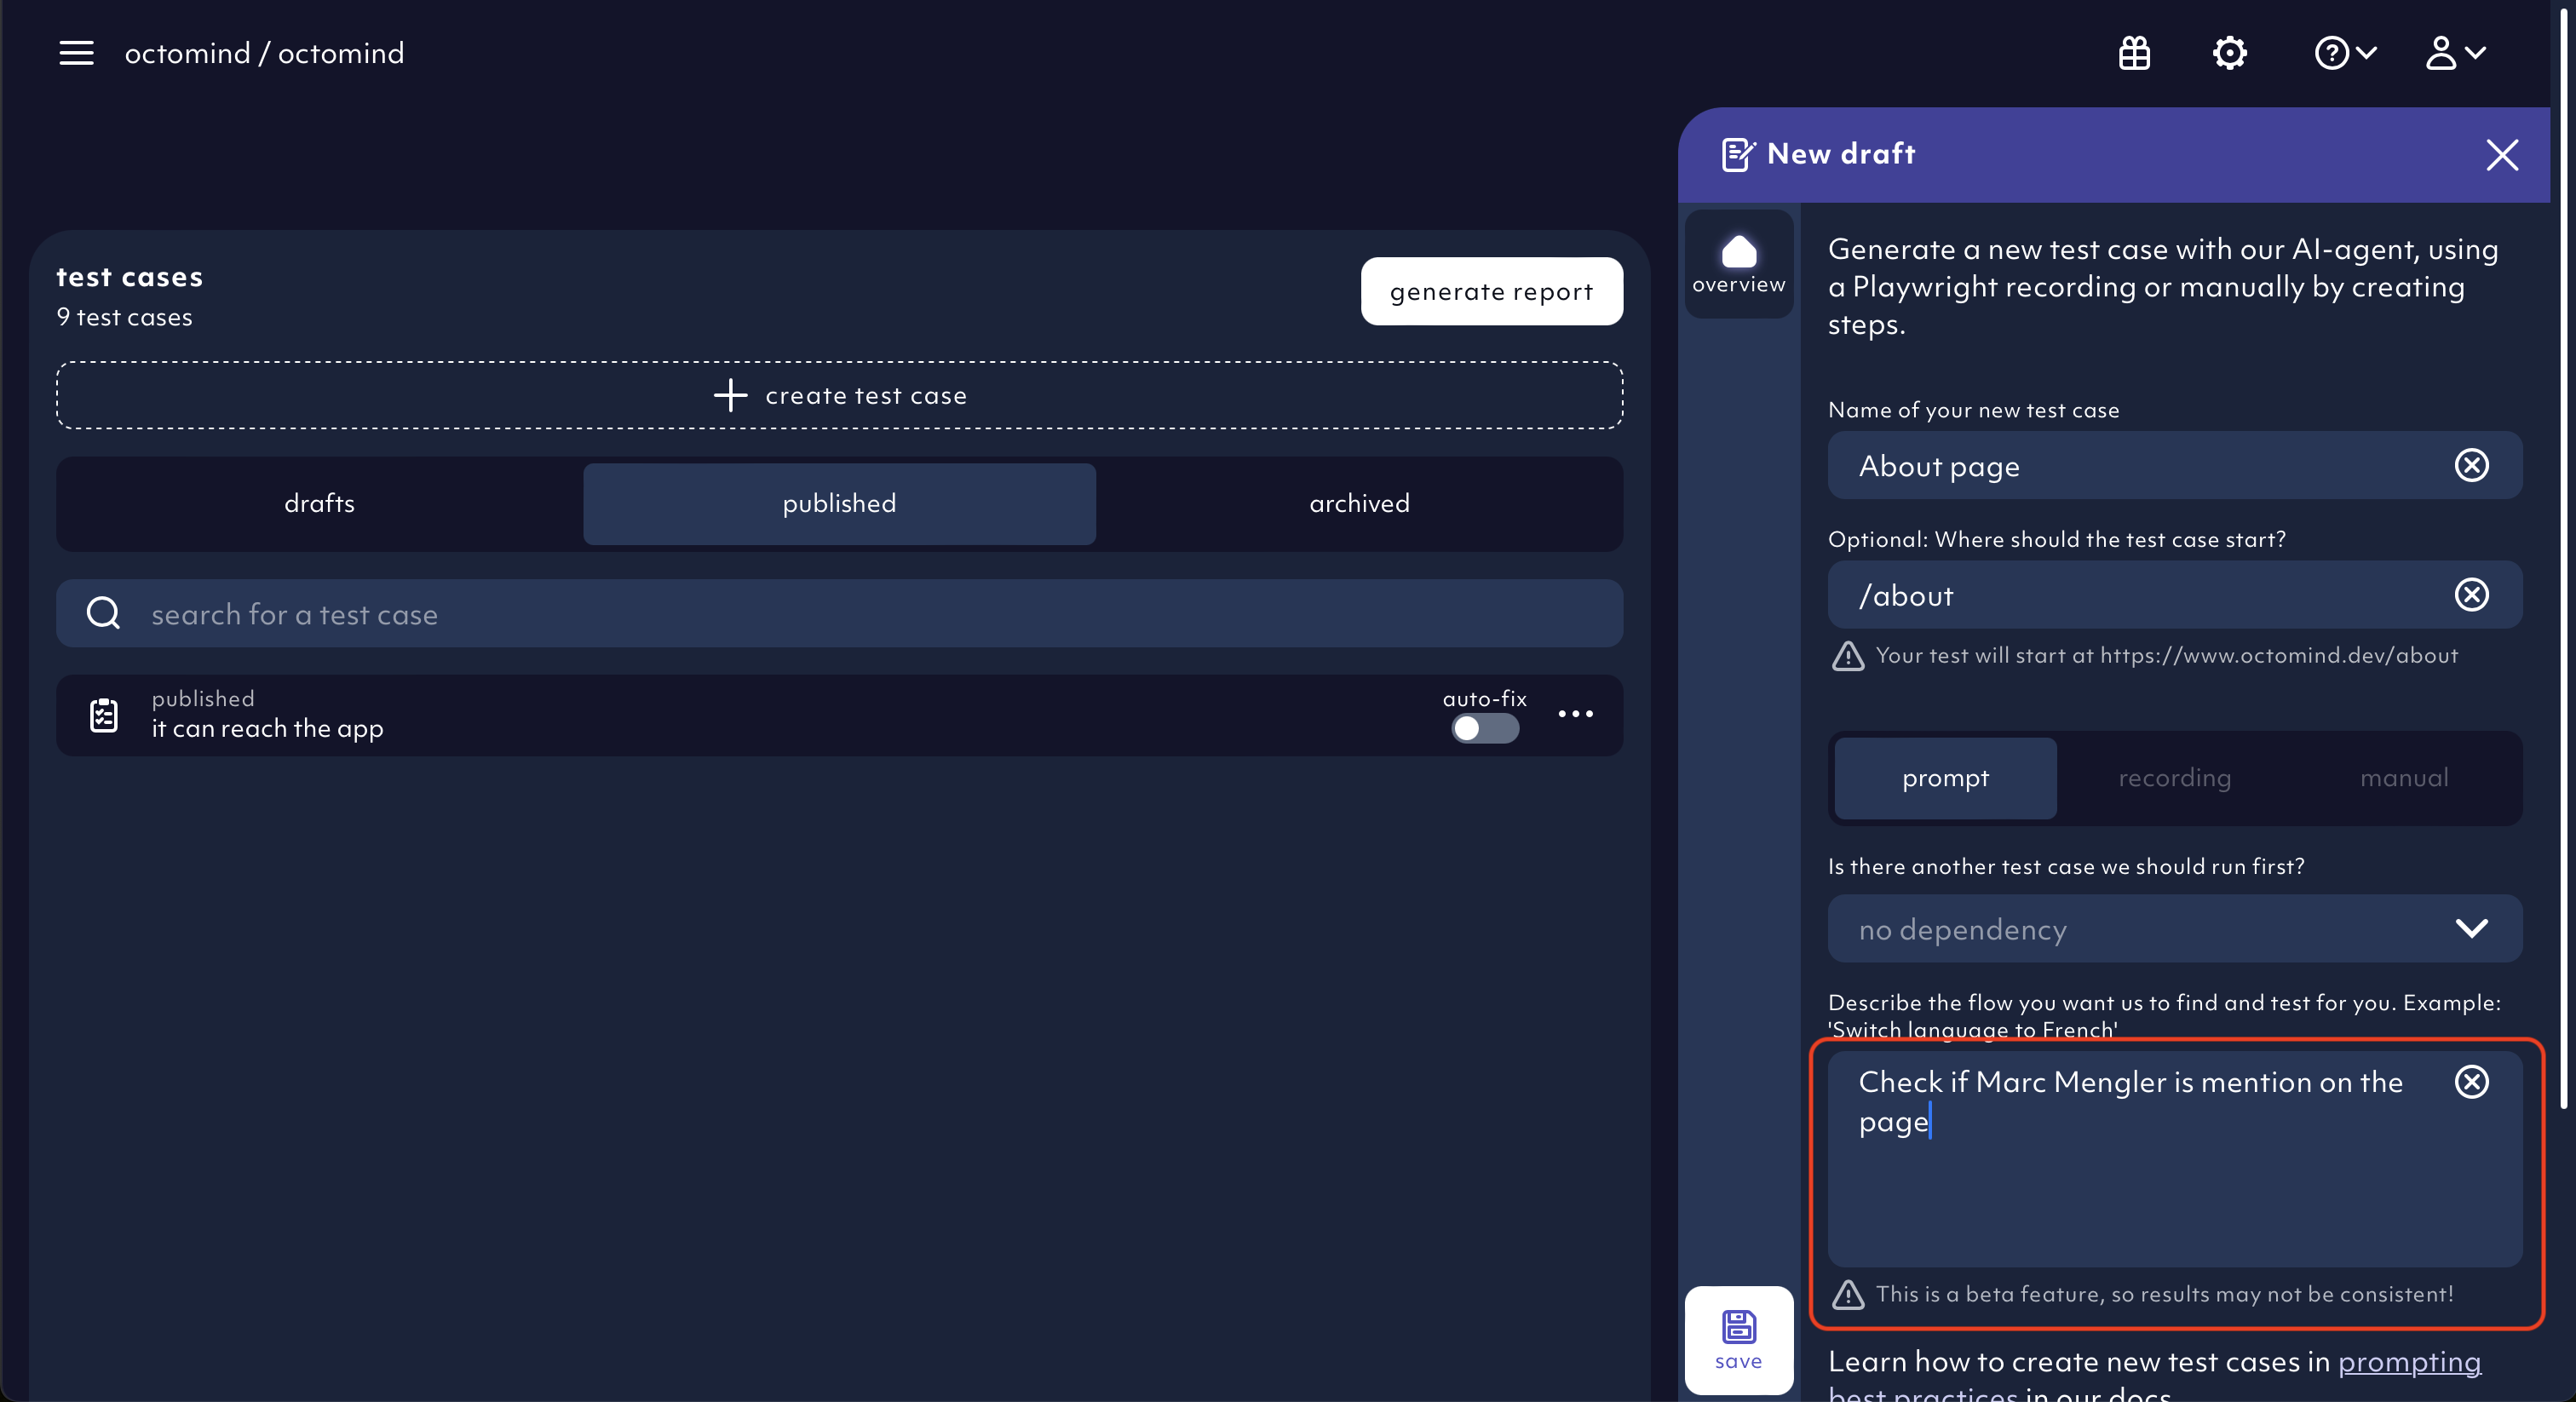 octomind / octomind
test cases
9 test cases
generate report
create test case
drafts
published
archived
search for a test case
published
it can reach the app
auto-fix
New draft
overview
save
Generate a new test case with our AI-agent, using
a Playwright recording or manually by creating
steps.
Name of your new test case
About page
Optional: Where should the test case start?
/about
Your test will start at https://www.octomind.dev/about
prompt
recording
manual
Is there another test case we should run first?
no dependency
Describe the flow you want us to find and test for you. Example:
'Switch language to French'
Check if Marc Mengler is mention on the
page
This is a beta feature, so results may not be consistent!
Learn how to create new test cases in prompting
best practices in our docs